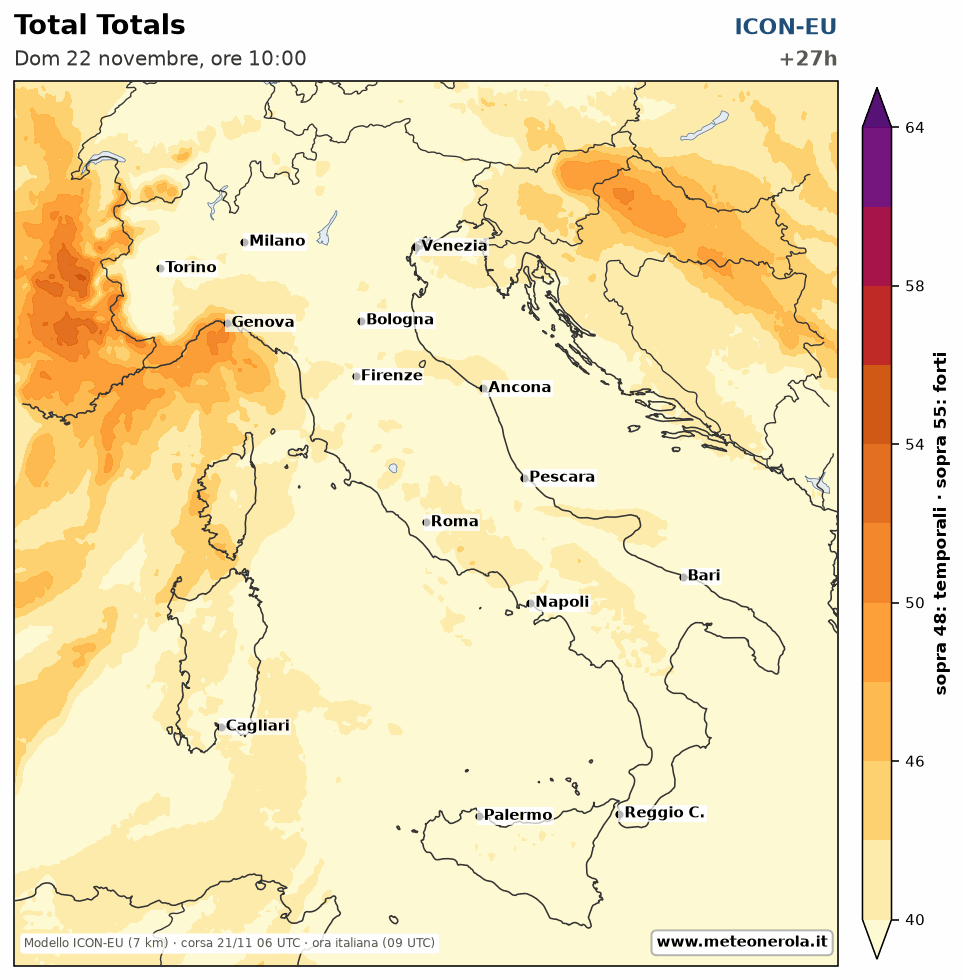 Total Totals
ICON-EU
Dom 22 novembre, ore 10:00
+27h
64
58
54
50
46
40
sopra 48: temporali · sopra 55: forti
Milano
Venezia
Torino
Genova
Bologna
Firenze
Ancona
Pescara
Roma
Bari
Napoli
Cagliari
Palermo
Reggio C.
Modello ICON-EU (7 km) · corsa 21/11 06 UTC · ora italiana (09 UTC)
www.meteonerola.it